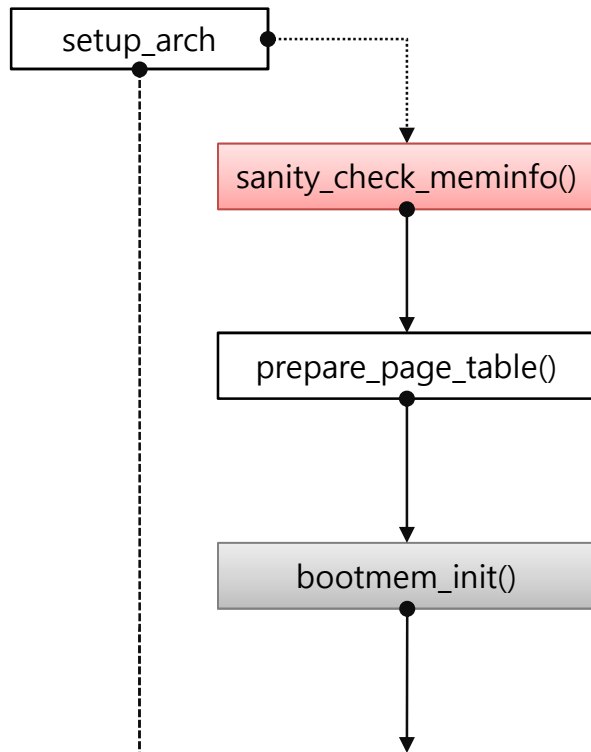 setup_arch
sanity_check_meminfo()
prepare_page_table()
bootmem_init()